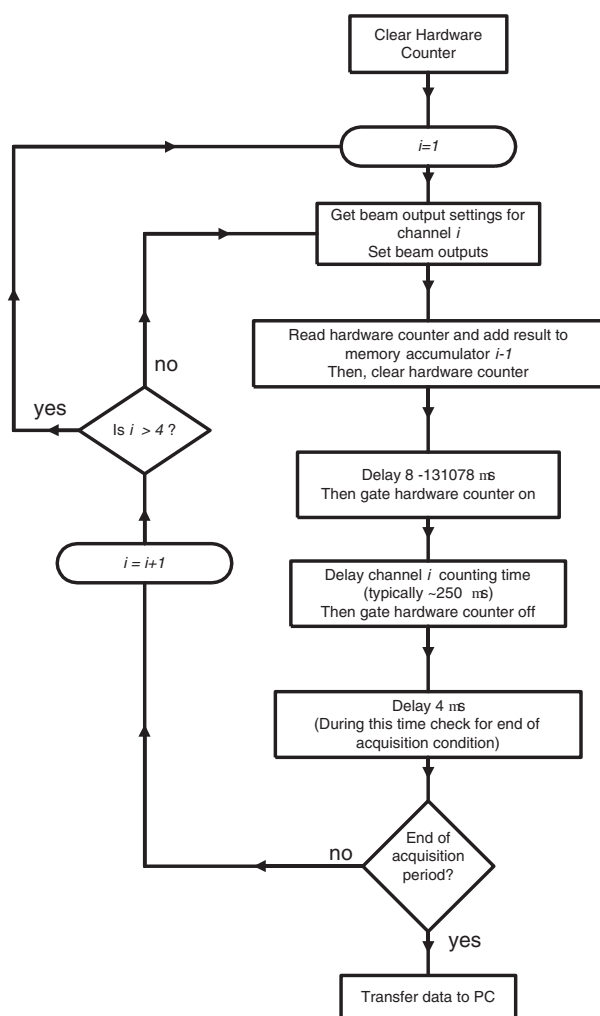 Clear Hardware
Counter
i=1
Get beam output settings for
channel i
Set beam outputs
Read hardware counter and add result to
memory accumulator i-1
Then, clear hardware counter
no
yes
Is i > 4 ?
Delay 8 -131078 ms
Then gate hardware counter on
i = i+1
Delay channel i counting time
(typically ~250 ms)
Then gate hardware counter off
Delay 4 ms
(During this time check for end of
acquisition condition)
End of
acquisition
period?
no
yes
Transfer data to PC